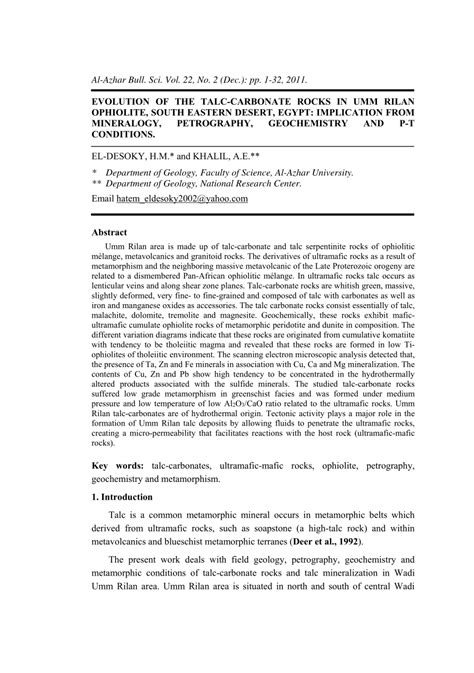 Al-Azhar Bull. Sci. Vol. 22, No. 2 (Dec.): pp. 1-32, 2011.
EVOLUTION OF THE TALC-CARBONATE ROCKS IN UMM RILAN
OPHIOLITE, SOUTH EASTERN DESERT, EGYPT: IMPLICATION FROM
MINERALOGY, PETROGRAPHY, GEOCHEMISTRY AND P-T
CONDITIONS.
EL-DESOKY, H.M.* and KHALIL, A.E.**
* Department of Geology, Faculty of Science, Al-Azhar University.
** Department of Geology, National Research Center.
Email hatem_eldesoky2002@yahoo.com
Abstract
Umm Rilan area is made up of talc-carbonate and talc serpentinite rocks of ophiolitic
mélange, metavolcanics and granitoid rocks. The derivatives of ultramafic rocks as a result of
metamorphism and the neighboring massive metavolcanic of the Late Proterozoic orogeny are
related to a dismembered Pan-African ophiolitic mélange. In ultramafic rocks talc occurs as
lenticular veins and along shear zone planes. Talc-carbonate rocks are whitish green, massive,
slightly deformed, very fine- to fine-grained and composed of talc with carbonates as well as
iron and manganese oxides as accessories. The talc carbonate rocks consist essentially of talc,
malachite, dolomite, tremolite and magnesite. Geochemically, these rocks exhibit mafic-
ultramafic cumulate ophiolite rocks of metamorphic peridotite and dunite in composition. The
different variation diagrams indicate that these rocks are originated from cumulative komatiite
with tendency to be tholeiitic magma and revealed that these rocks are formed in low Ti-
ophiolites of tholeiitic environment. The scanning electron microscopic analysis detected that,
the presence of Ta, Zn and Fe minerals in association with Cu, Ca and Mg mineralization. The
contents of Cu, Zn and Pb show high tendency to be concentrated in the hydrothermally
altered products associated with the sulfide minerals. The studied talc-carbonate rocks
suffered low grade metamorphism in greenschist facies and was formed under medium
pressure and low temperature of low Al₂O₃/CaO ratio related to the ultramafic rocks. Umm
Rilan talc-carbonates are of hydrothermal origin. Tectonic activity plays a major role in the
formation of Umm Rilan talc deposits by allowing fluids to penetrate the ultramafic rocks,
creating a micro-permeability that facilitates reactions with the host rock (ultramafic-mafic
rocks).
Key words: talc-carbonates, ultramafic-mafic rocks, ophiolite, petrography,
geochemistry and metamorphism.
1. Introduction
Talc is a common metamorphic mineral occurs in metamorphic belts which
derived from ultramafic rocks, such as soapstone (a high-talc rock) and within
metavolcanics and blueschist metamorphic terranes (Deer et al., 1992).
The present work deals with field geology, petrography, geochemistry and
metamorphic conditions of talc-carbonate rocks and talc mineralization in Wadi
Umm Rilan area. Umm Rilan area is situated in north and south of central Wadi